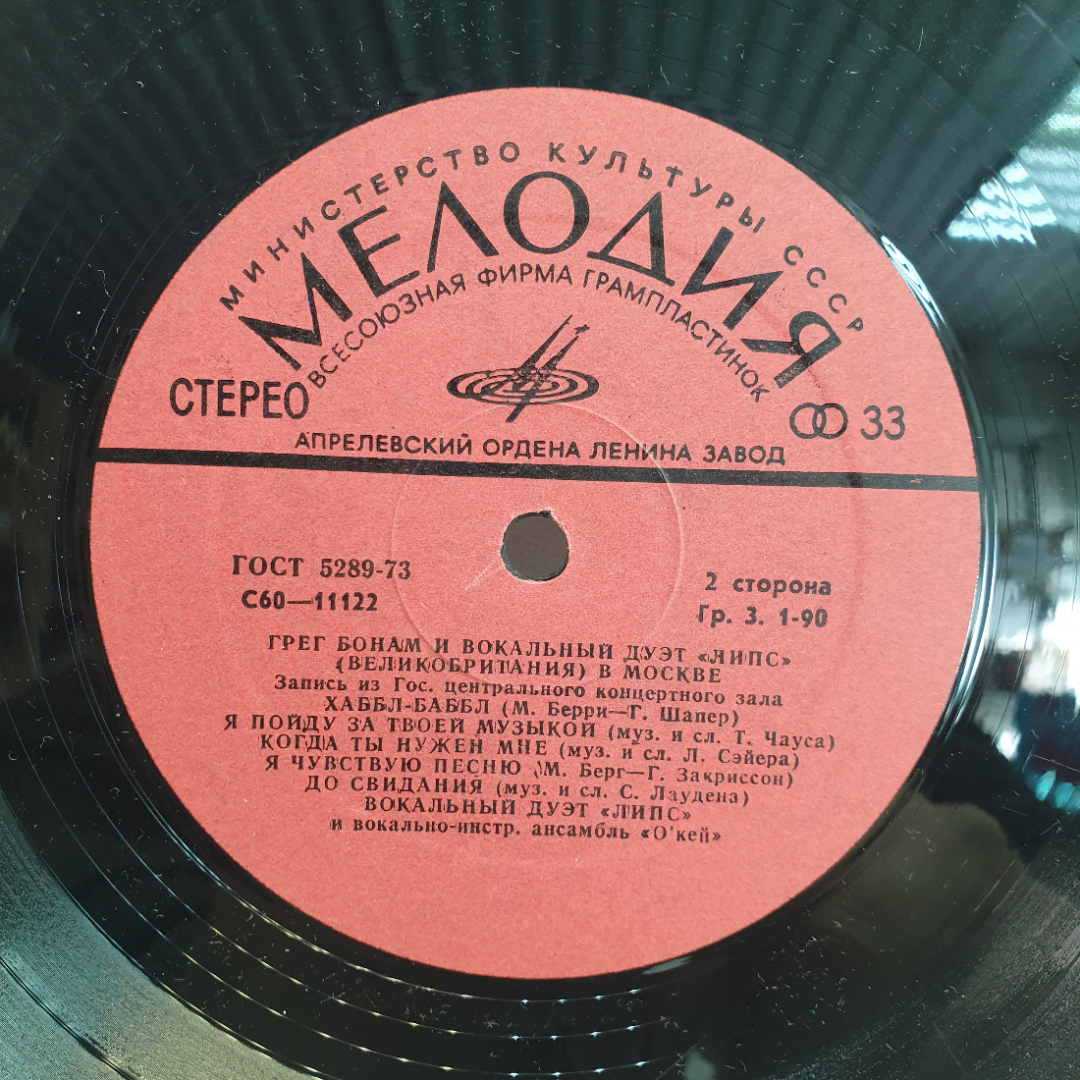 МИНИСТЕРСТВО КУЛЬТУРЫ СССР
МЕЛОДИЯ
ВСЕСОЮЗНАЯ ФИРМА ГРАМПЛАСТИНОК
СТЕРЕО
33
АПРЕЛЕВСКИЙ ОРДЕНА ЛЕНИНА ЗАВОД
ГОСТ 5289-73
С60—11122
2 сторона
Гр. 3. 1-90
ГРЕГ БОНАМ И ВОКАЛЬНЫЙ ДУЭТ «ЛИПС»
(ВЕЛИКОБРИТАНИЯ) В МОСКВЕ
Запись из Гос. центрального концертного зала
ХАББЛ-БАББЛ (М. Берри—Г. Шапер)
Я ПОЙДУ ЗА ТВОЕЙ МУЗЫКОЙ (муз. и сл. Т. Чауса)
КОГДА ТЫ НУЖЕН МНЕ (муз. и сл. Л. Сэйера)
Я ЧУВСТВУЮ ПЕСНЮ (М. Берг—Г. Закриссон)
ДО СВИДАНИЯ (муз. и сл. С. Лаудена)
ВОКАЛЬНЫЙ ДУЭТ «ЛИПС»
и вокально-инстр. ансамбль «О'кей»